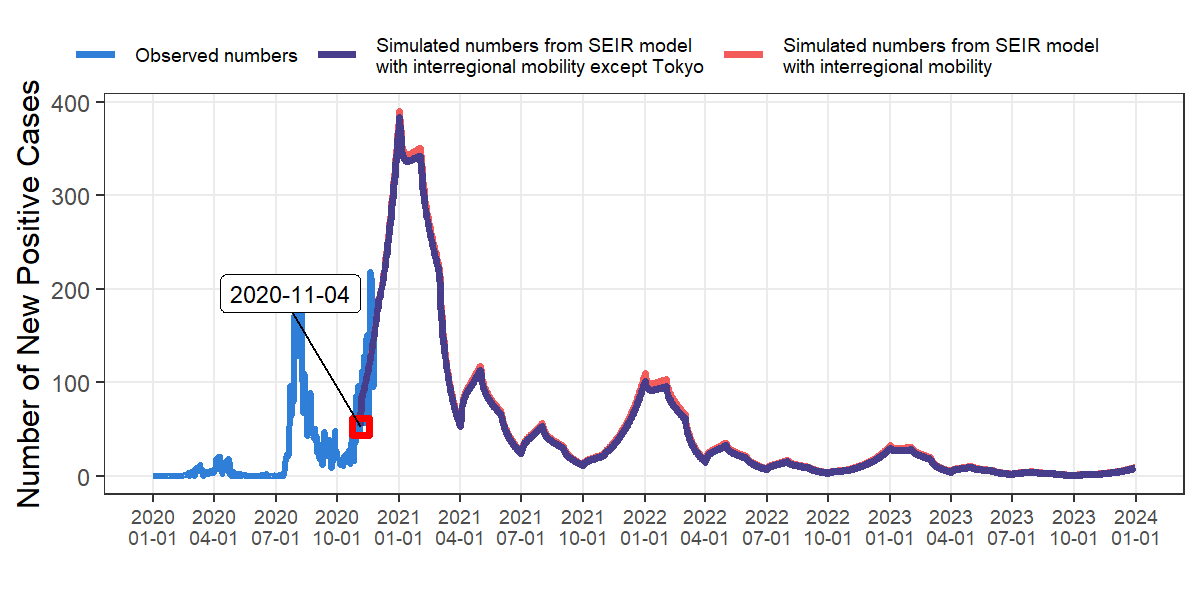 Observed numbers
Simulated numbers from SEIR model
with interregional mobility except Tokyo
Simulated numbers from SEIR model
with interregional mobility
Number of New Positive Cases
400
300
200
100
0
2020-11-04
2020 2020 2020 2020 2021 2021 2021 2021 2022 2022 2022 2022 2023 2023 2023 2023 2024
01-01 04-01 07-01 10-01 01-01 04-01 07-01 10-01 01-01 04-01 07-01 10-01 01-01 04-01 07-01 10-01 01-01